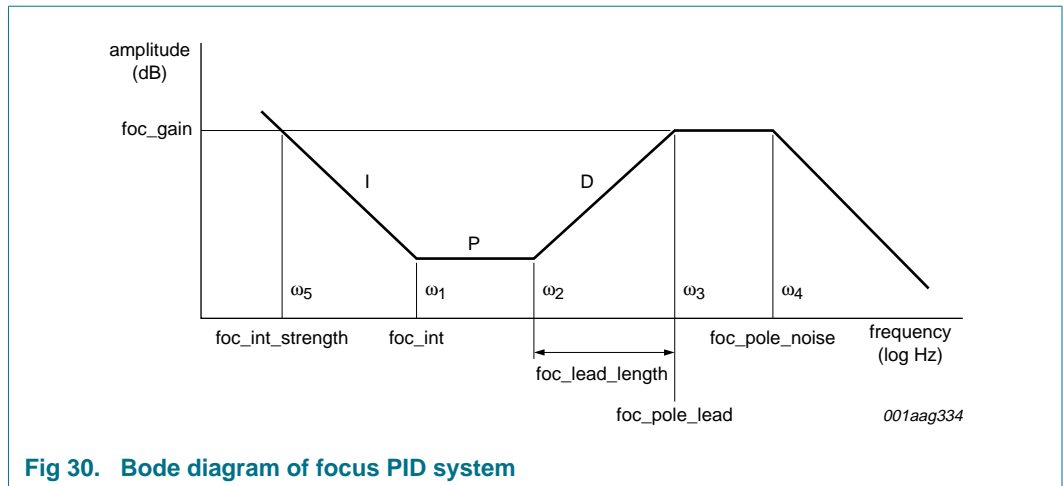 amplitude
(dB)
foc_gain
I
P
D
ω5
ω1
ω2
ω3
ω4
foc_int_strength
foc_int
foc_pole_noise
frequency
(log Hz)
foc_lead_length
foc_pole_lead
001aag334
Fig 30. Bode diagram of focus PID system